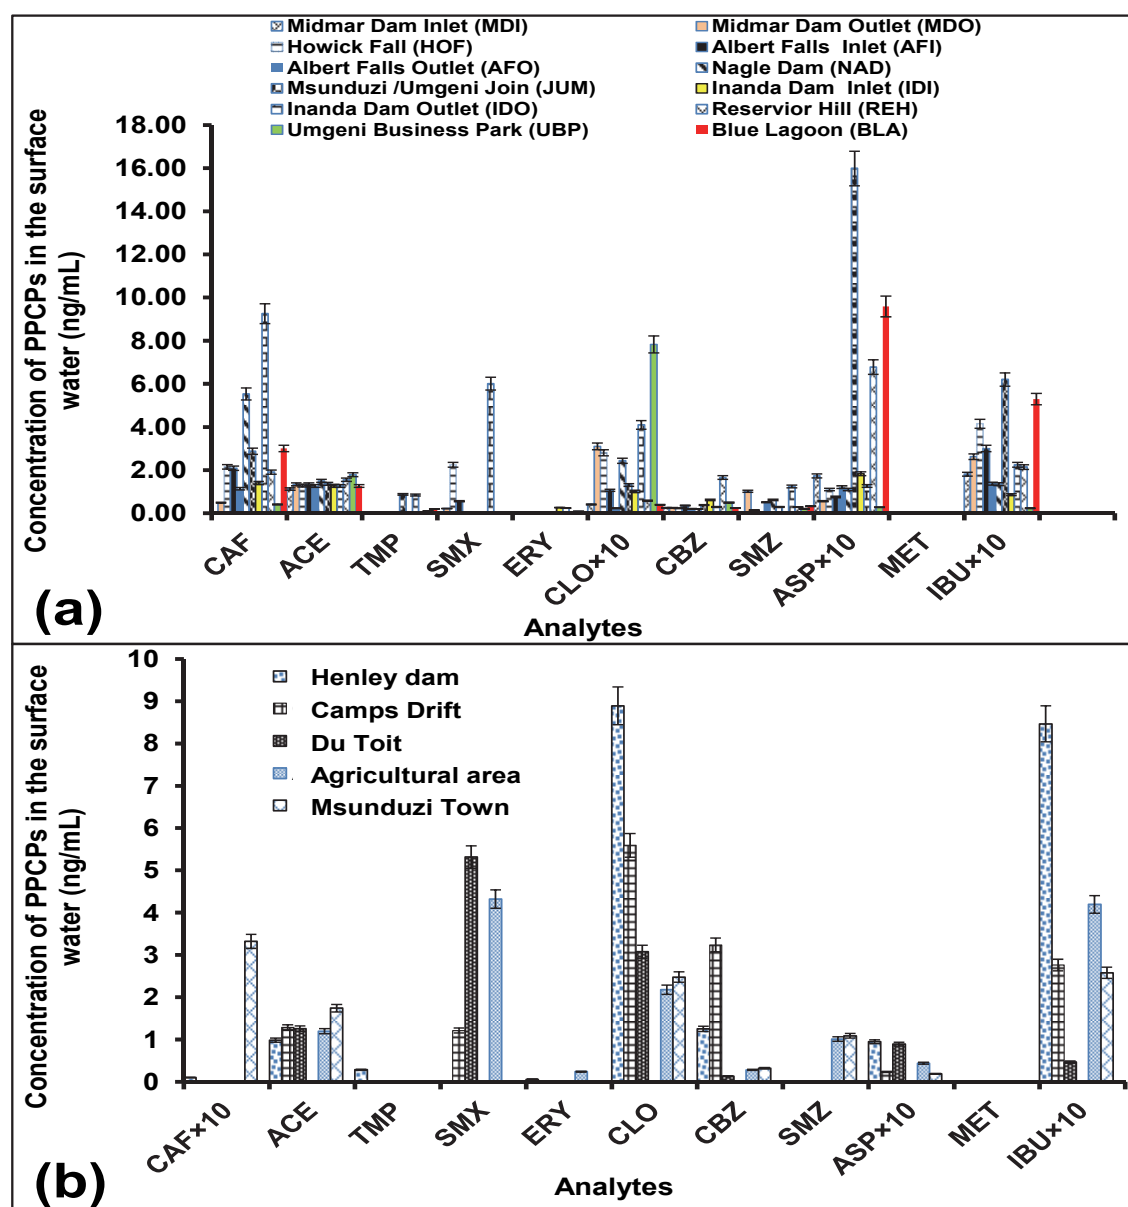 Midmar Dam Inlet (MDI) Midmar Dam Outlet (MDO)
Howick Fall (HOF) Albert Falls Inlet (AFI)
Albert Falls Outlet (AFO) Nagle Dam (NAD)
Msunduzi /Umgeni Join (JUM) Inanda Dam Inlet (IDI)
Inanda Dam Outlet (IDO) Reservior Hill (REH)
Umgeni Business Park (UBP) Blue Lagoon (BLA)
Concentration of PPCPs in the surface
water (ng/mL)
18.00
16.00
14.00
12.00
10.00
8.00
6.00
4.00
2.00
0.00
CAF ACE TMP SMX ERY CLO×10 CBZ SMZ ASP×10 MET IBU×10
Analytes
(a)
Concentration of PPCPs in the surface
water (ng/mL)
10
9
8
7
6
5
4
3
2
1
0
Henley dam
Camps Drift
Du Toit
Agricultural area
Msunduzi Town
CAF×10 ACE TMP SMX ERY CLO CBZ SMZ ASP×10 MET IBU×10
Analytes
(b)